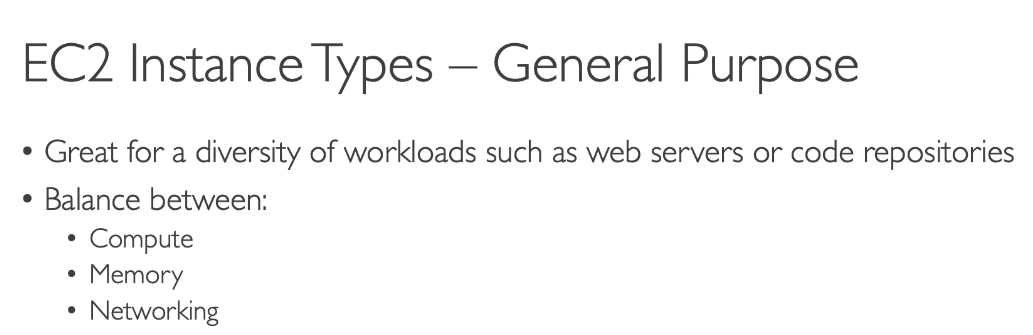 EC2 Instance Types – General Purpose
• Great for a diversity of workloads such as web servers or code repositories
• Balance between:
• Compute
• Memory
• Networking